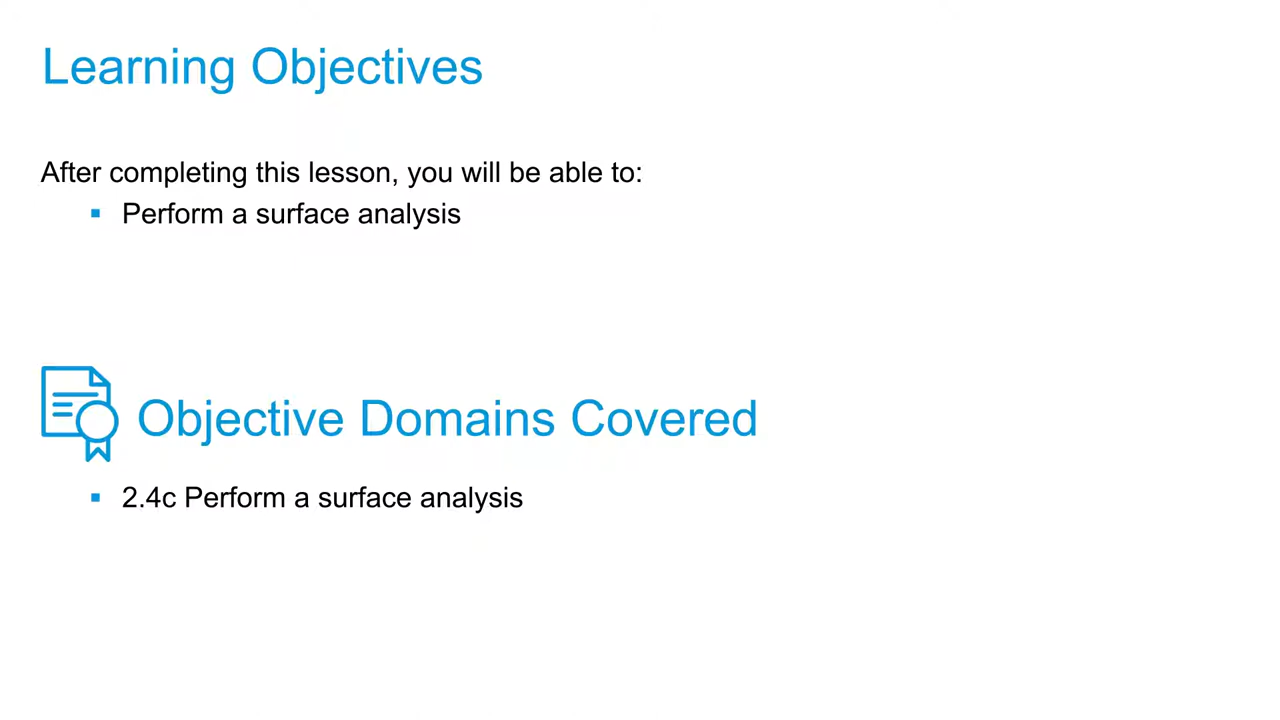 Learning Objectives
After completing this lesson, you will be able to:
▪ Perform a surface analysis
Objective Domains Covered
▪ 2.4c Perform a surface analysis